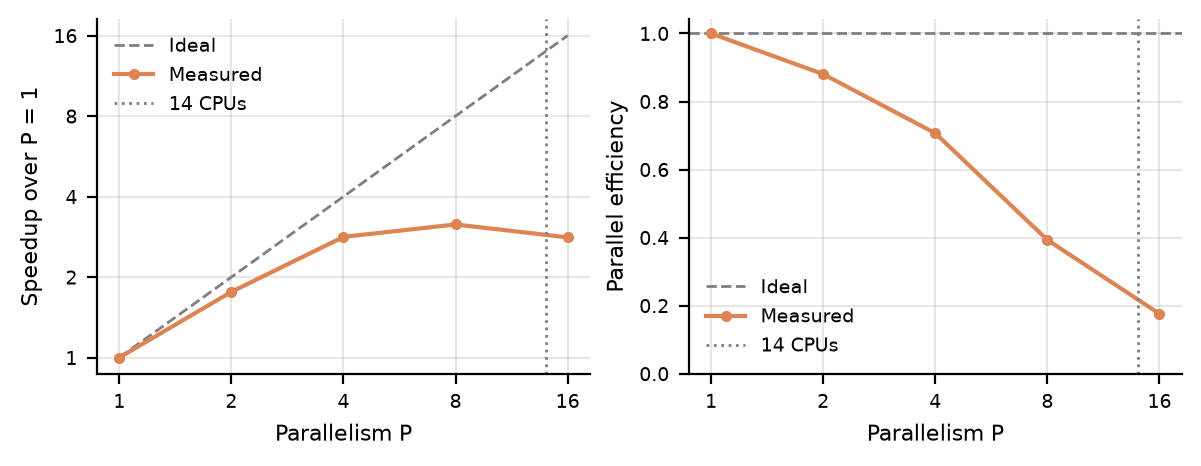 Speedup over P = 1
16
8
4
2
1
Ideal
Measured
14 CPUs
1 2 4 8 16
Parallelism P
Parallel efficiency
1.0
0.8
0.6
0.4
0.2
0.0
Ideal
Measured
14 CPUs
1 2 4 8 16
Parallelism P